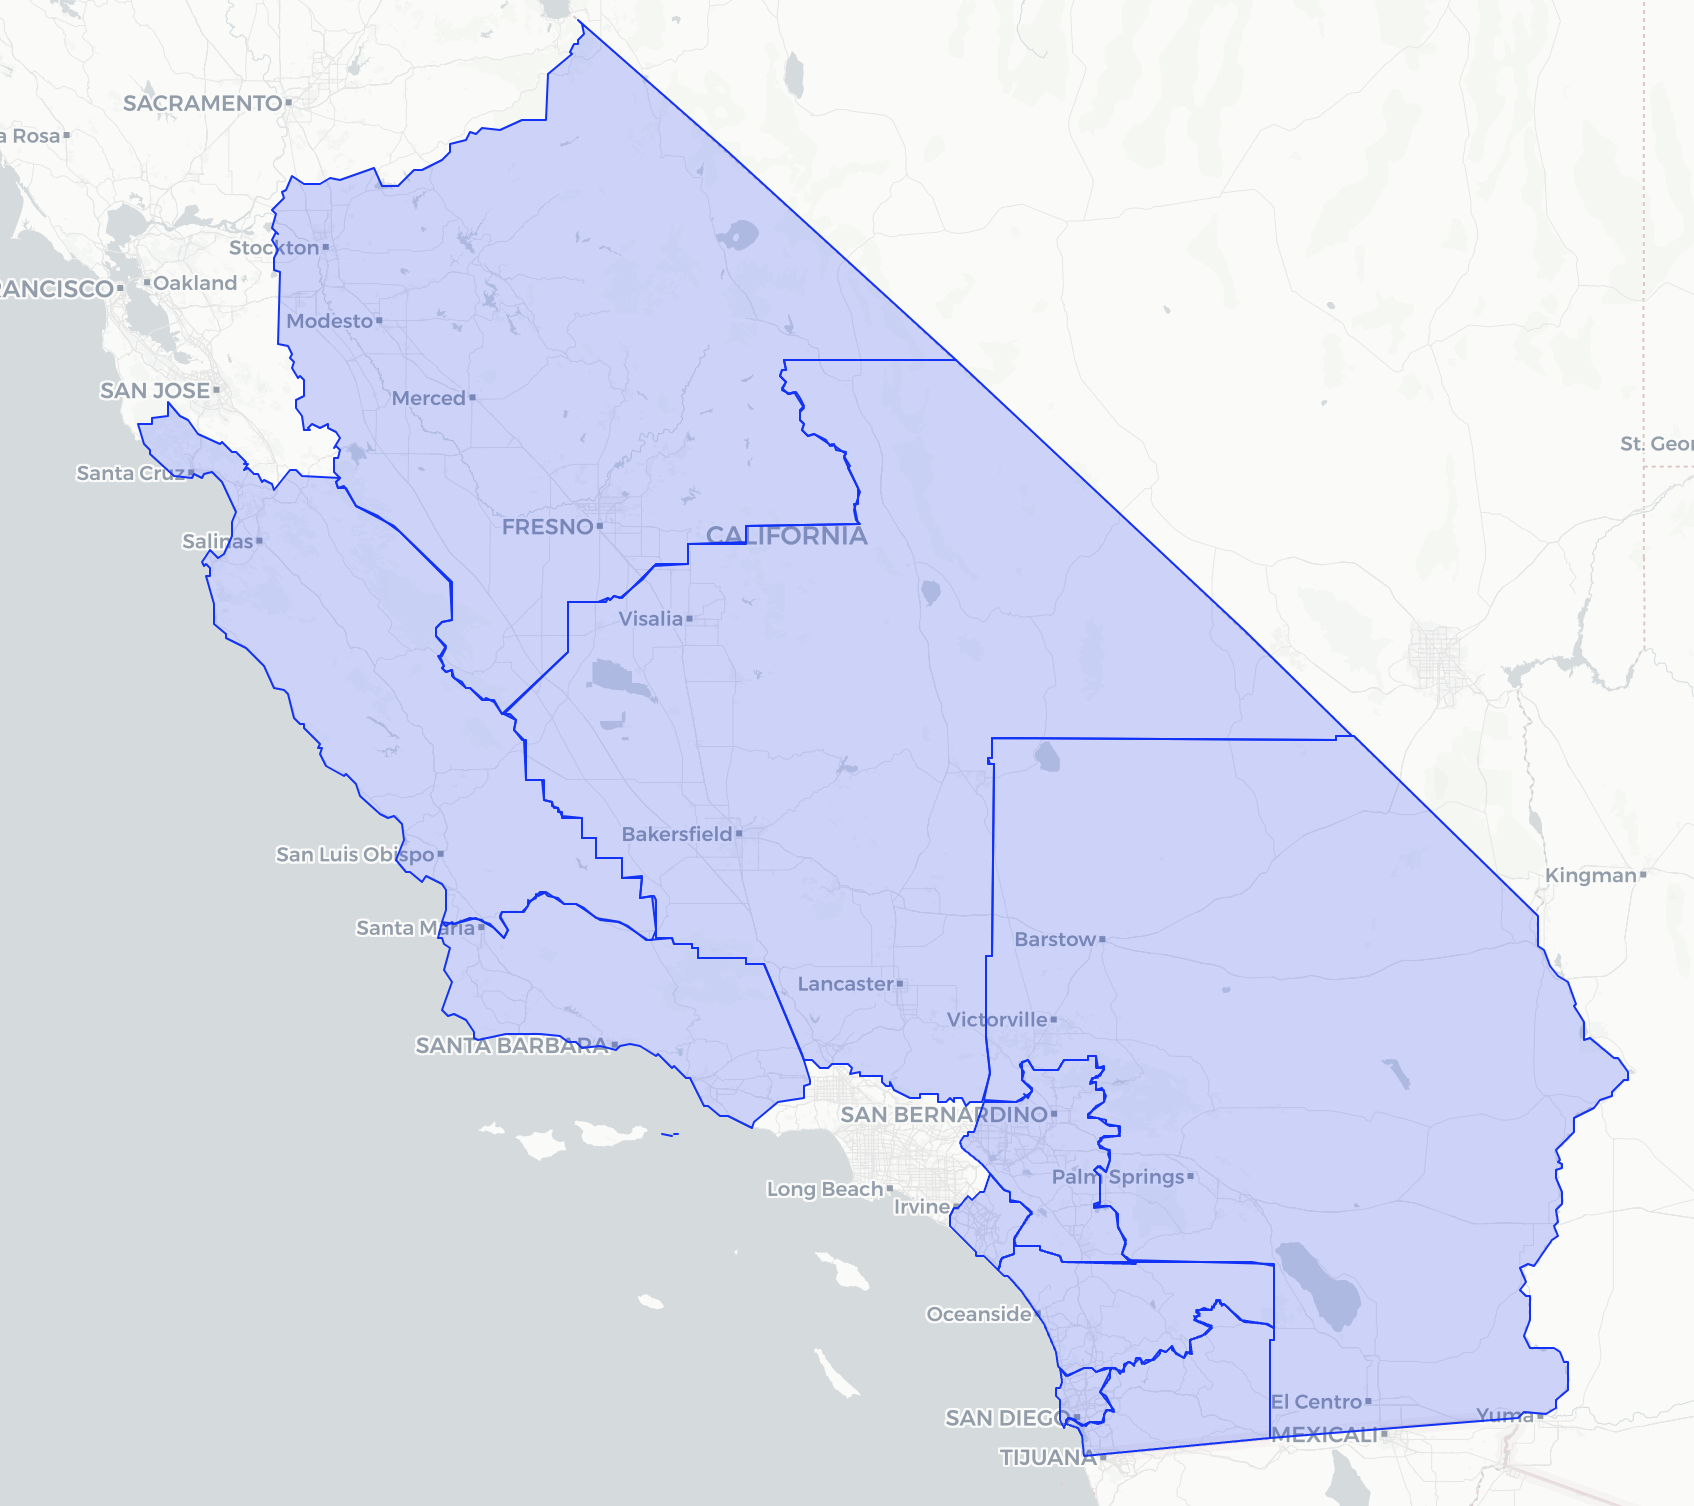 SACRAMENTO
a Rosa
Stockton
Oakland
RANCISCO
Modesto
SAN JOSE
Merced
St. Geor
Santa Cruz
FRESNO
CALIFORNIA
Salinas
Visalia
Bakersfield
San Luis Obispo
Kingman
Santa Maria
Barstow
Lancaster
Victorville
SANTA BARBARA
SAN BERNARDINO
Palm Springs
Long Beach
Irvine
Oceanside
El Centro
SAN DIEGO
Yuma
MEXICALI
TIJUANA